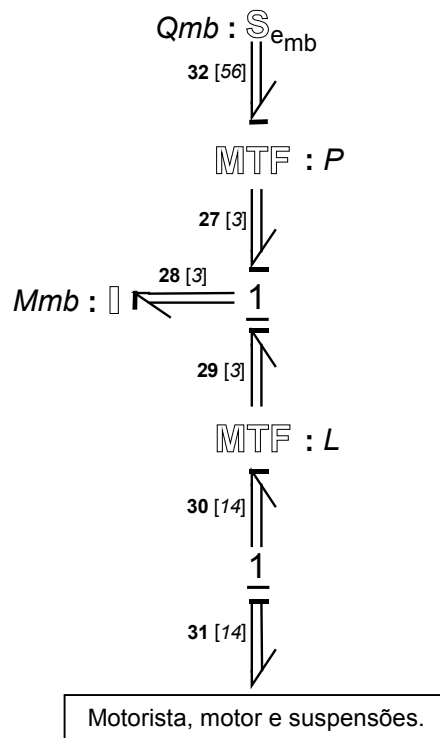 Qmb : S e mb
32 [56]
MTF : P
27 [3]
28 [3]
Mmb : I 1
29 [3]
MTF : L
30 [14]
1
31 [14]
Motorista, motor e suspensões.